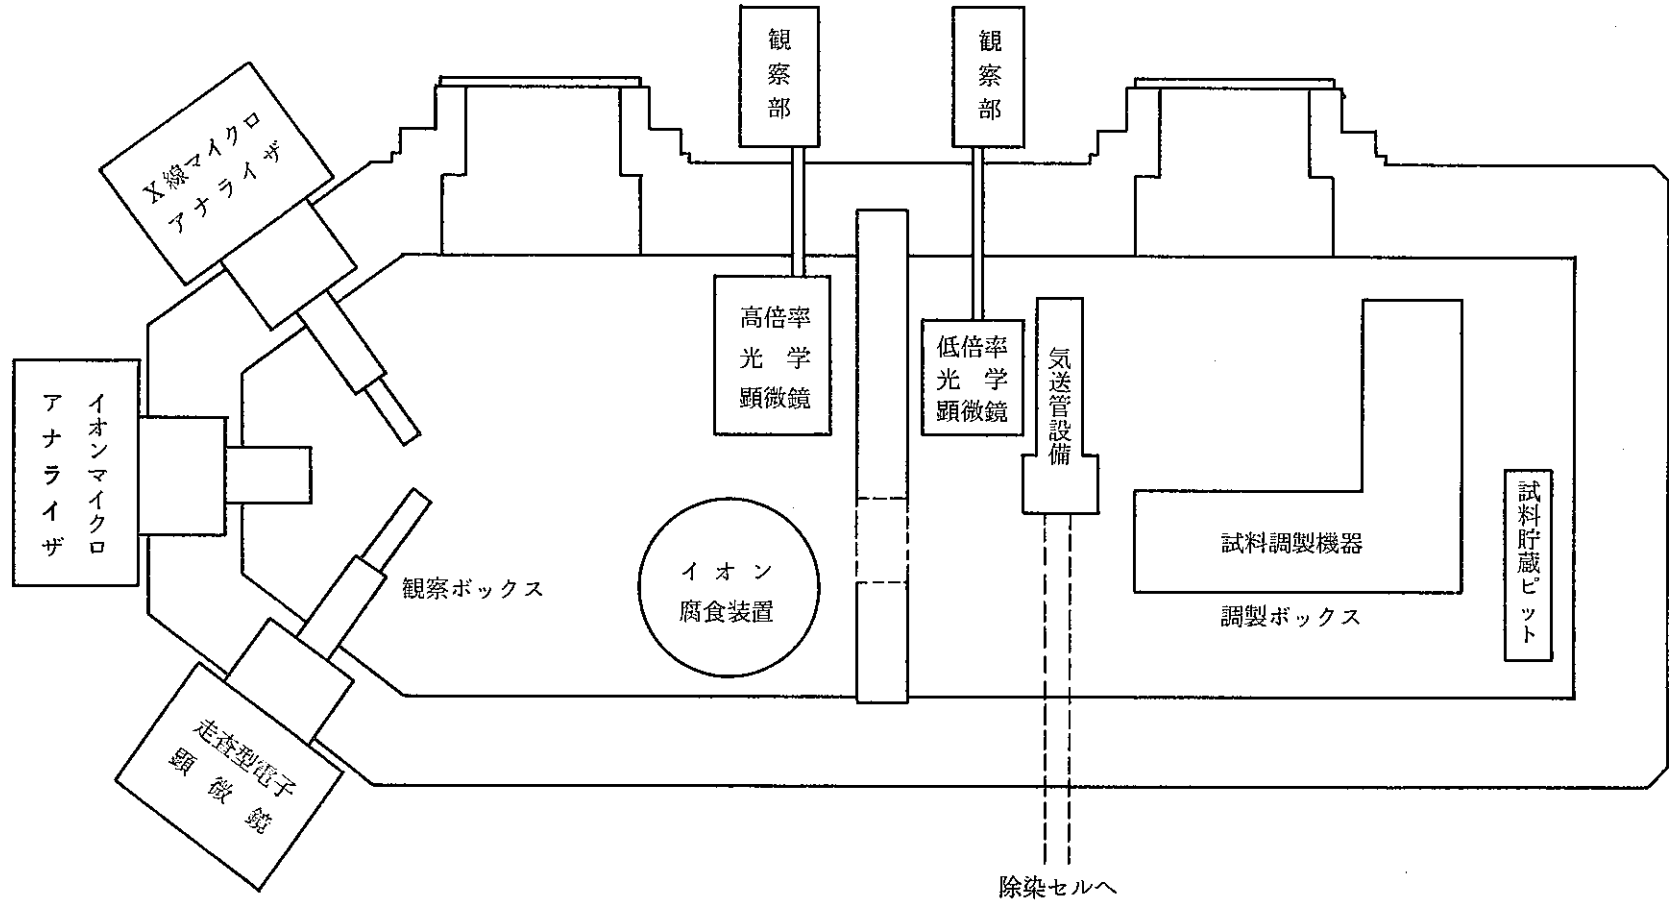 観察部
観察部
X線マイクロ
アナライザ
高倍率
光学
顕微鏡
低倍率
光学
顕微鏡
気送管設備
イオンマイクロ
アナライザ
試料貯蔵ピット
試料調製機器
観察ボックス
イオン
腐食装置
調製ボックス
走査型電子
顕微鏡
除染セルへ